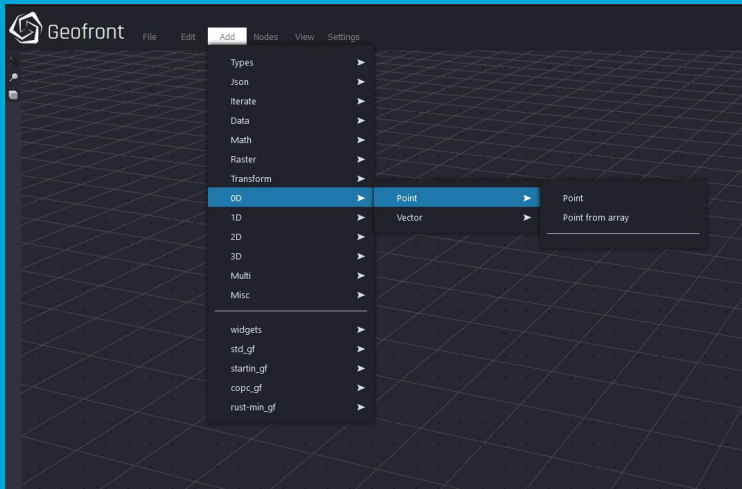 Geofront
File Edit Add Nodes View Settings
Types
Json
Iterate
Data
Math
Raster
Transform
0D
1D
2D
3D
Multi
Misc
widgets
std_gf
startin_gf
copc_gf
rust-min_gf
Point
Vector
Point
Point from array